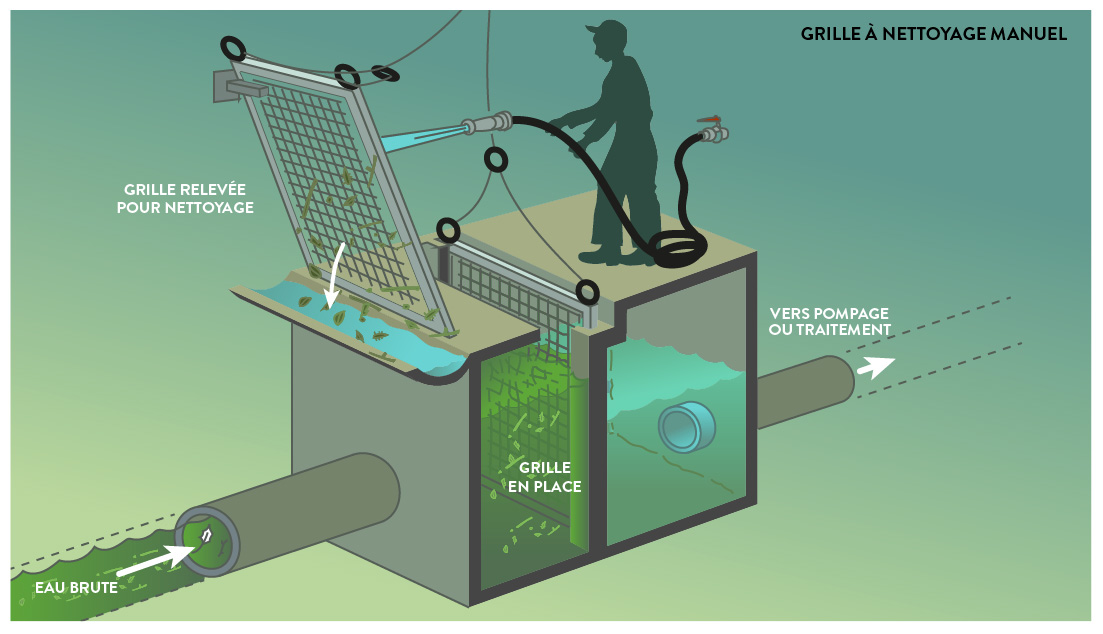 GRILLE À NETTOYAGE MANUEL
GRILLE RELEVÉE
POUR NETTOYAGE
VERS POMPAGE
OU TRAITEMENT
GRILLE
EN PLACE
EAU BRUTE